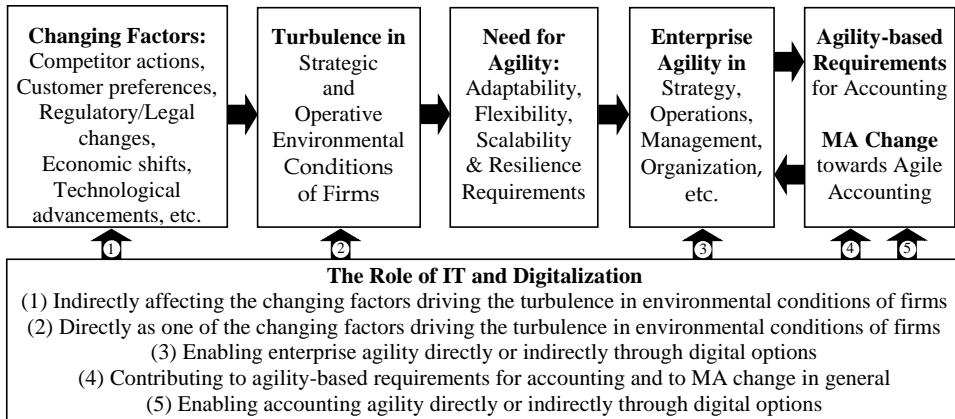 Changing Factors:
Competitor actions,
Customer preferences,
Regulatory/Legal
changes,
Economic shifts,
Technological
advancements, etc.
Turbulence in
Strategic
and
Operative
Environmental
Conditions
of Firms
Need for
Agility:
Adaptability,
Flexibility,
Scalability
& Resilience
Requirements
Enterprise
Agility in
Strategy,
Operations,
Management,
Organization,
etc.
Agility-based
Requirements
for Accounting
MA Change
towards Agile
Accounting
1
2
3
4
5
The Role of IT and Digitalization
(1) Indirectly affecting the changing factors driving the turbulence in environmental conditions of firms
(2) Directly as one of the changing factors driving the turbulence in environmental conditions of firms
(3) Enabling enterprise agility directly or indirectly through digital options
(4) Contributing to agility-based requirements for accounting and to MA change in general
(5) Enabling accounting agility directly or indirectly through digital options